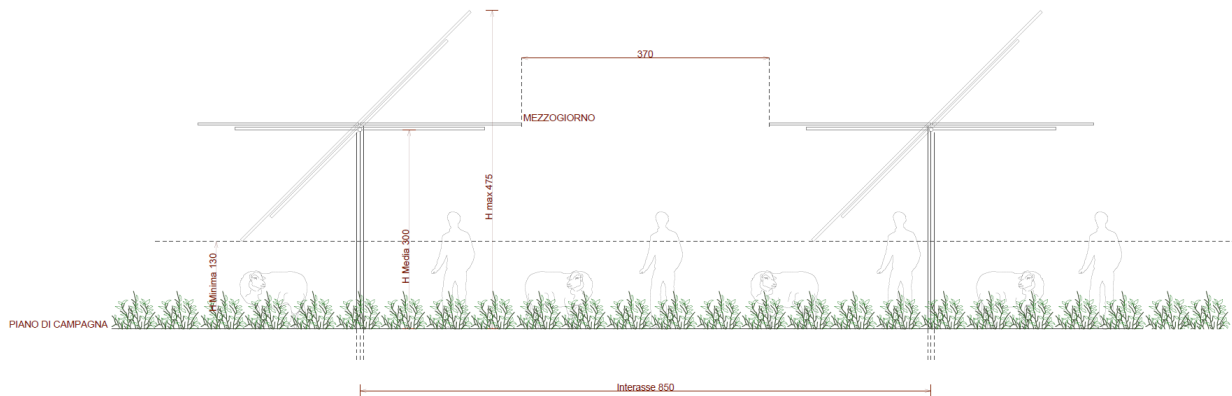 370
MEZZOGIORNO
H max 475
H Media 300
H Minima 130
PIANO DI CAMPAGNA
Interasse 850